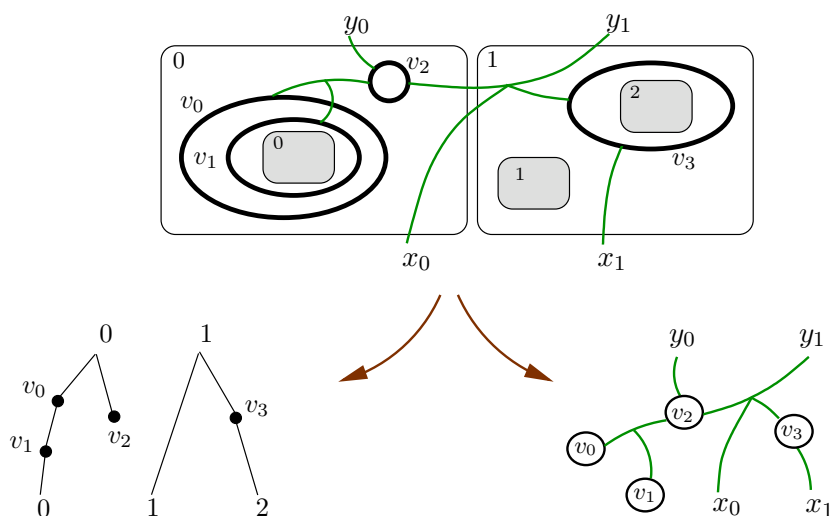 y₀ y₁
0 v₂ 1
v₀ 2
v₁ 0 1 v₃
x₀ x₁
0 1 y₀ y₁
v₀ v₃ v₂
v₁ v₂ v₀ v₃
v₁ x₀ x₁
0 1 2